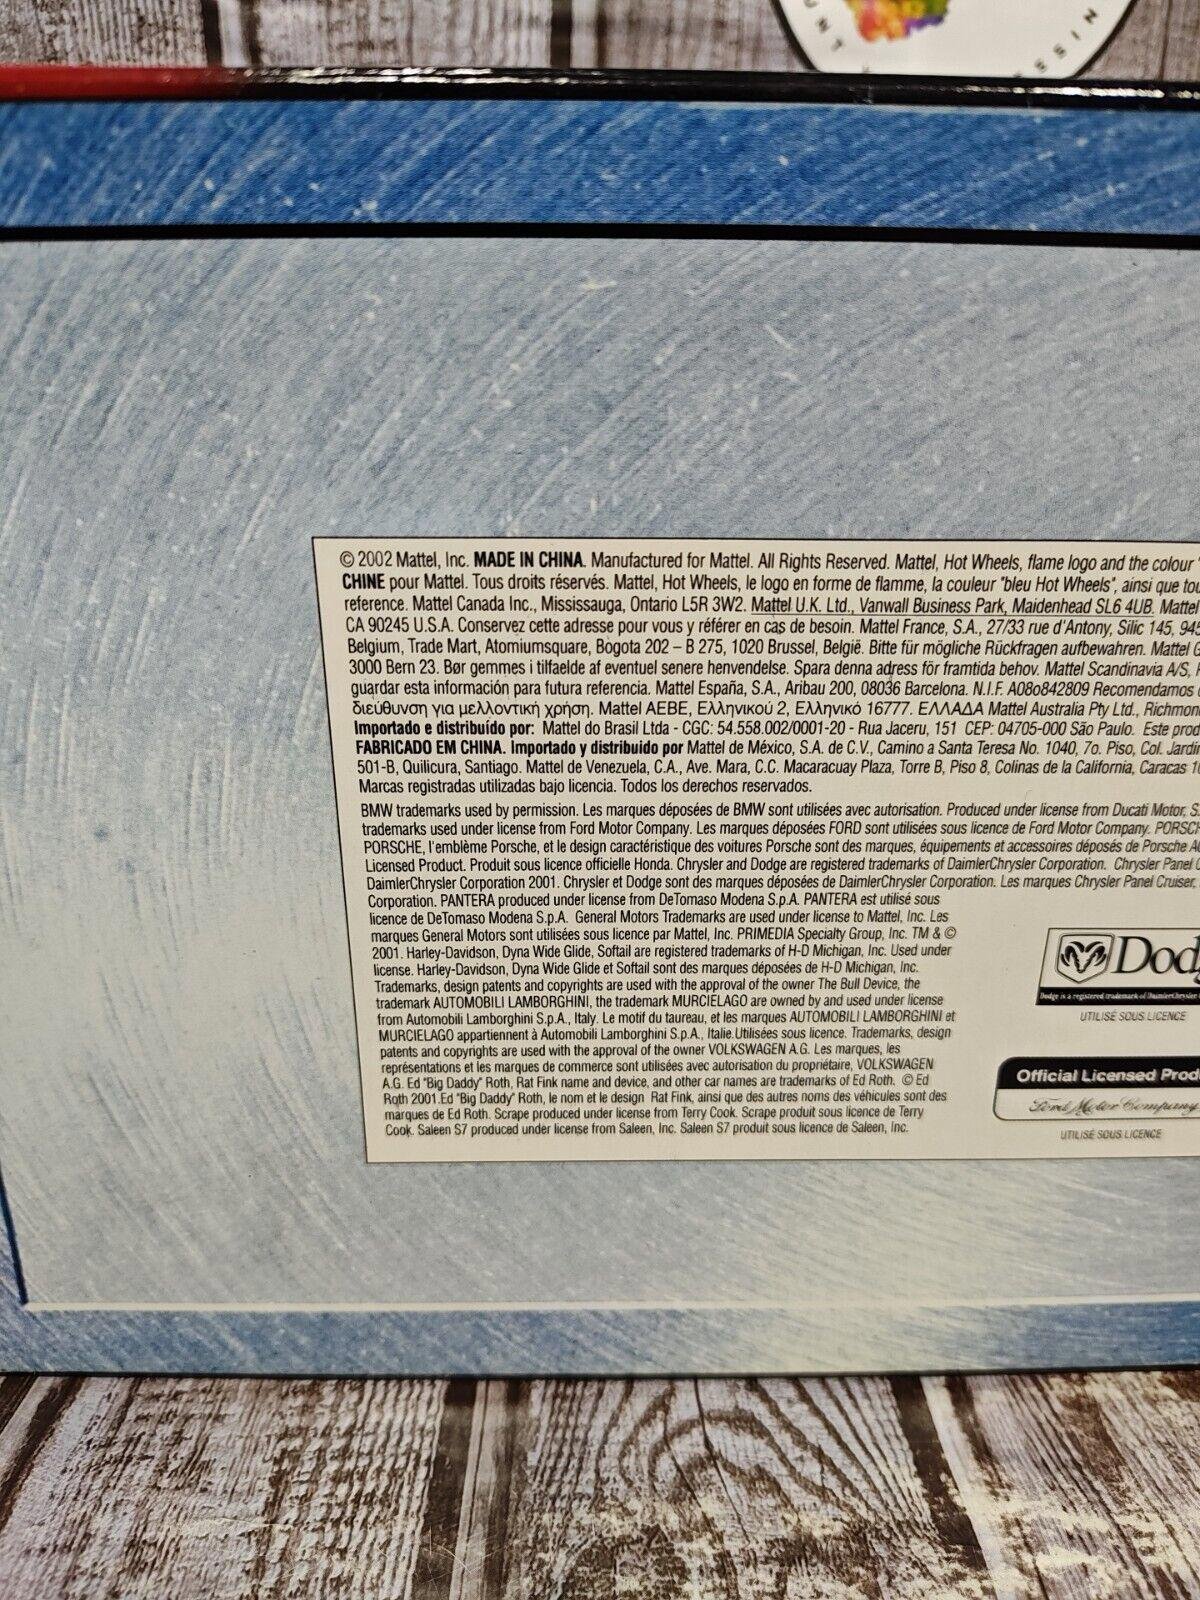 UNT
SSIN
© 2002 Mattel, Inc. MADE IN CHINA. Manufactured for Mattel. All Rights Reserved. Mattel, Hot Wheels, flame logo and the colour "
CHINE pour Mattel. Tous droits réservés. Mattel, Hot Wheels, le logo en forme de flamme, la couleur "bleu Hot Wheels", ainsi que tou
reference. Mattel Canada Inc., Mississauga, Ontario L5R 3W2. Mattel U.K. Ltd., Vanwall Business Park, Maidenhead SL6 4UB. Mattel
CA 90245 U.S.A. Conservez cette adresse pour vous y référer en cas de besoin. Mattel France, S.A., 27/33 rue d'Antony, Silic 145, 945
Belgium, Trade Mart, Atomiumsquare, Bogota 202 – B 275, 1020 Brussel, België. Bitte für mögliche Rückfragen aufbewahren. Mattel G
3000 Bern 23. Bør gemmes i tilfaelde af eventuel senere henvendelse. Spara denna adress för framtida behov. Mattel Scandinavia A/S,
guardar esta información para futura referencia. Mattel España, S.A., Aribau 200, 08036 Barcelona. N.I.F. A08o842809 Recomendamos
διεύθυνση για μελλοντική χρήση. Mattel AEBE, Ελληνικού 2, Ελληνικό 16777. ΕΛΛΑΔΑ Mattel Australia Pty Ltd., Richmon
Importado e distribuído por: Mattel do Brasil Ltda - CGC: 54.558.002/0001-20 - Rua Jaceru, 151 CEP: 04705-000 São Paulo. Este prod
FABRICADO EM CHINA. Importado y distribuido por Mattel de México, S.A. de C.V., Camino a Santa Teresa No. 1040, 7o. Piso, Col. Jardin
501-B, Quilicura, Santiago. Mattel de Venezuela, C.A., Ave. Mara, C.C. Macaracuay Plaza, Torre B, Piso 8, Colinas de la California, Caracas 10
Marcas registradas utilizadas bajo licencia. Todos los derechos reservados.
BMW trademarks used by permission. Les marques déposées de BMW sont utilisées avec autorisation. Produced under license from Ducati Motor, S.
trademarks used under license from Ford Motor Company. Les marques déposées FORD sont utilisées sous licence de Ford Motor Company. PORSCH
PORSCHE, l'emblème Porsche, et le design caractéristique des voitures Porsche sont des marques, équipements et accessoires déposés de Porsche AG
Licensed Product. Produit sous licence officielle Honda. Chrysler and Dodge are registered trademarks of DaimlerChrysler Corporation. Chrysler Panel C
DaimlerChrysler Corporation 2001. Chrysler et Dodge sont des marques déposées de DaimlerChrysler Corporation. Les marques Chrysler Panel Cruiser,
Corporation. PANTERA produced under license from DeTomaso Modena S.p.A. PANTERA est utilisé sous
licence de DeTomaso Modena S.p.A. General Motors Trademarks are used under license to Mattel, Inc. Les
marques General Motors sont utilisées sous licence par Mattel, Inc. PRIMEDIA Specialty Group, Inc. TM & ©
2001. Harley-Davidson, Dyna Wide Glide, Softail are registered trademarks of H-D Michigan, Inc. Used under
license. Harley-Davidson, Dyna Wide Glide et Softail sont des marques déposées de H-D Michigan, Inc.
Trademarks, design patents and copyrights are used with the approval of the owner The Bull Device, the
trademark AUTOMOBILI LAMBORGHINI, the trademark MURCIELAGO are owned by and used under license
from Automobili Lamborghini S.p.A., Italy. Le motif du taureau, et les marques AUTOMOBILI LAMBORGHINI et
MURCIELAGO appartiennent à Automobili Lamborghini S.p.A., Italie.Utilisées sous licence. Trademarks, design
patents and copyrights are used with the approval of the owner VOLKSWAGEN A.G. Les marques, les
représentations et les marques de commerce sont utilisées avec autorisation du propriétaire, VOLKSWAGEN
A.G. Ed "Big Daddy" Roth, Rat Fink name and device, and other car names are trademarks of Ed Roth. © Ed
Roth 2001.Ed "Big Daddy" Roth, le nom et le design Rat Fink, ainsi que des autres noms des véhicules sont des
marques de Ed Roth. Scrape produced under license from Terry Cook. Scrape produit sous licence de Terry
Cook. Saleen S7 produced under license from Saleen, Inc. Saleen S7 produit sous licence de Saleen, Inc.
Dodg
Dodge is a registered trademark of DaimlerChrysler
UTILISÉ SOUS LICENCE
Official Licensed Prod
Ford Motor Company
UTILISÉ SOUS LICENCE